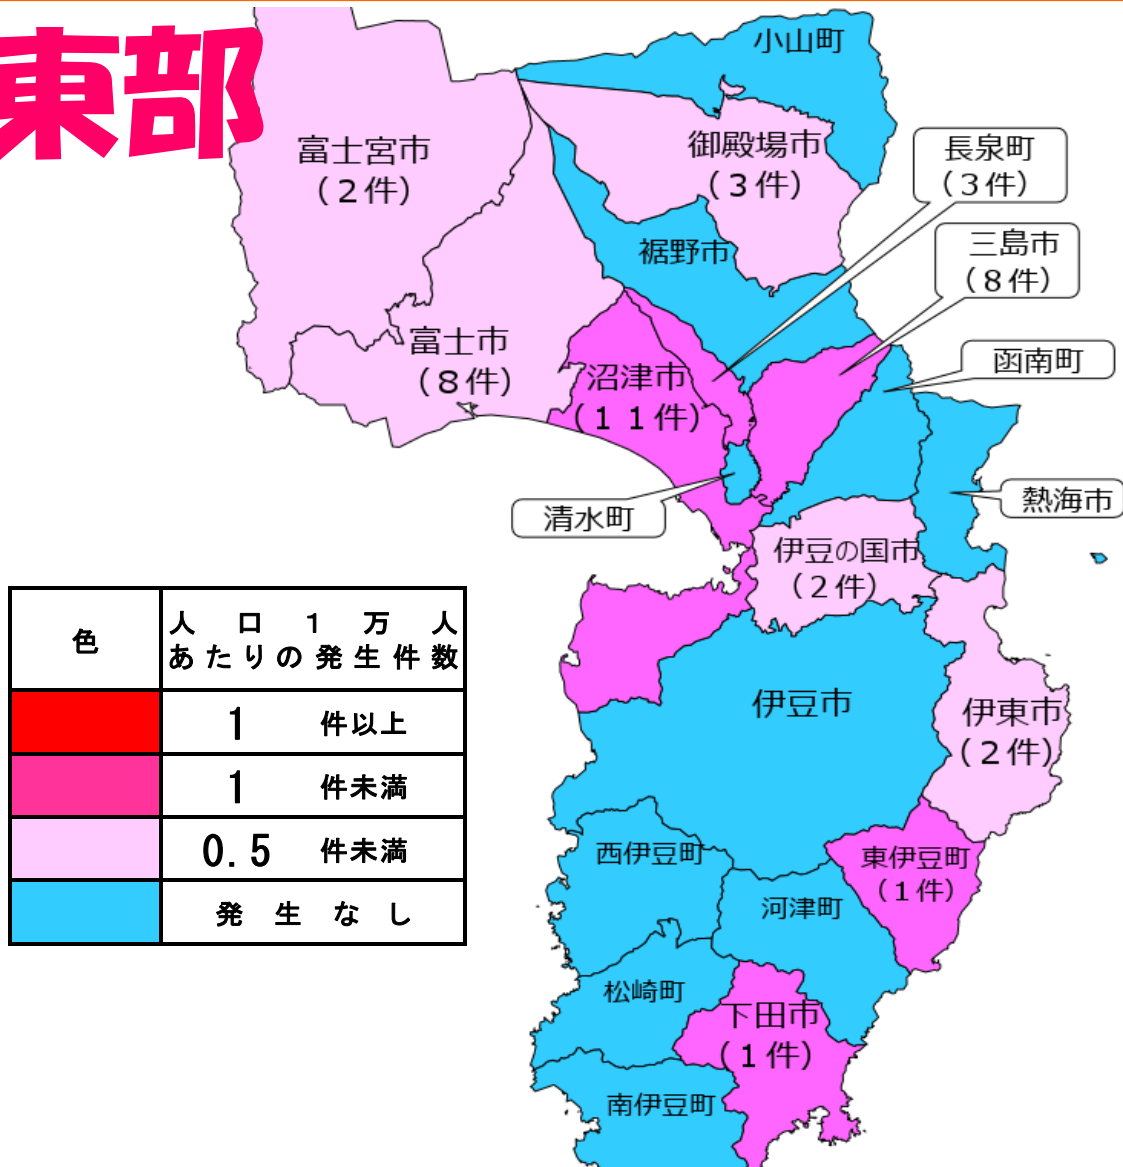 東部
小山町
富士宮市
（２件）
御殿場市
（３件）
長泉町
（３件）
裾野市
三島市
（８件）
富士市
（８件）
函南町
沼津市
（１１件）
清水町
熱海市
伊豆の国市
（２件）
色
人口１万人
あたりの発生件数
1 件以上
1 件未満
0.5 件未満
発生なし
伊豆市
伊東市
（２件）
西伊豆町
東伊豆町
（１件）
河津町
松崎町
下田市
（１件）
南伊豆町